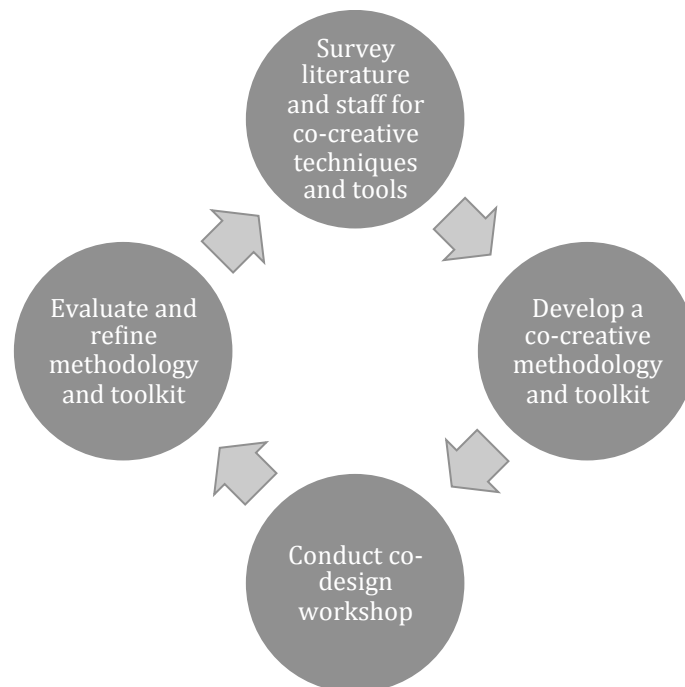 Survey
literature
and staff for
co-creative
techniques
and tools
Develop a
co-creative
methodology
and toolkit
Conduct co-
design
workshop
Evaluate and
refine
methodology
and toolkit